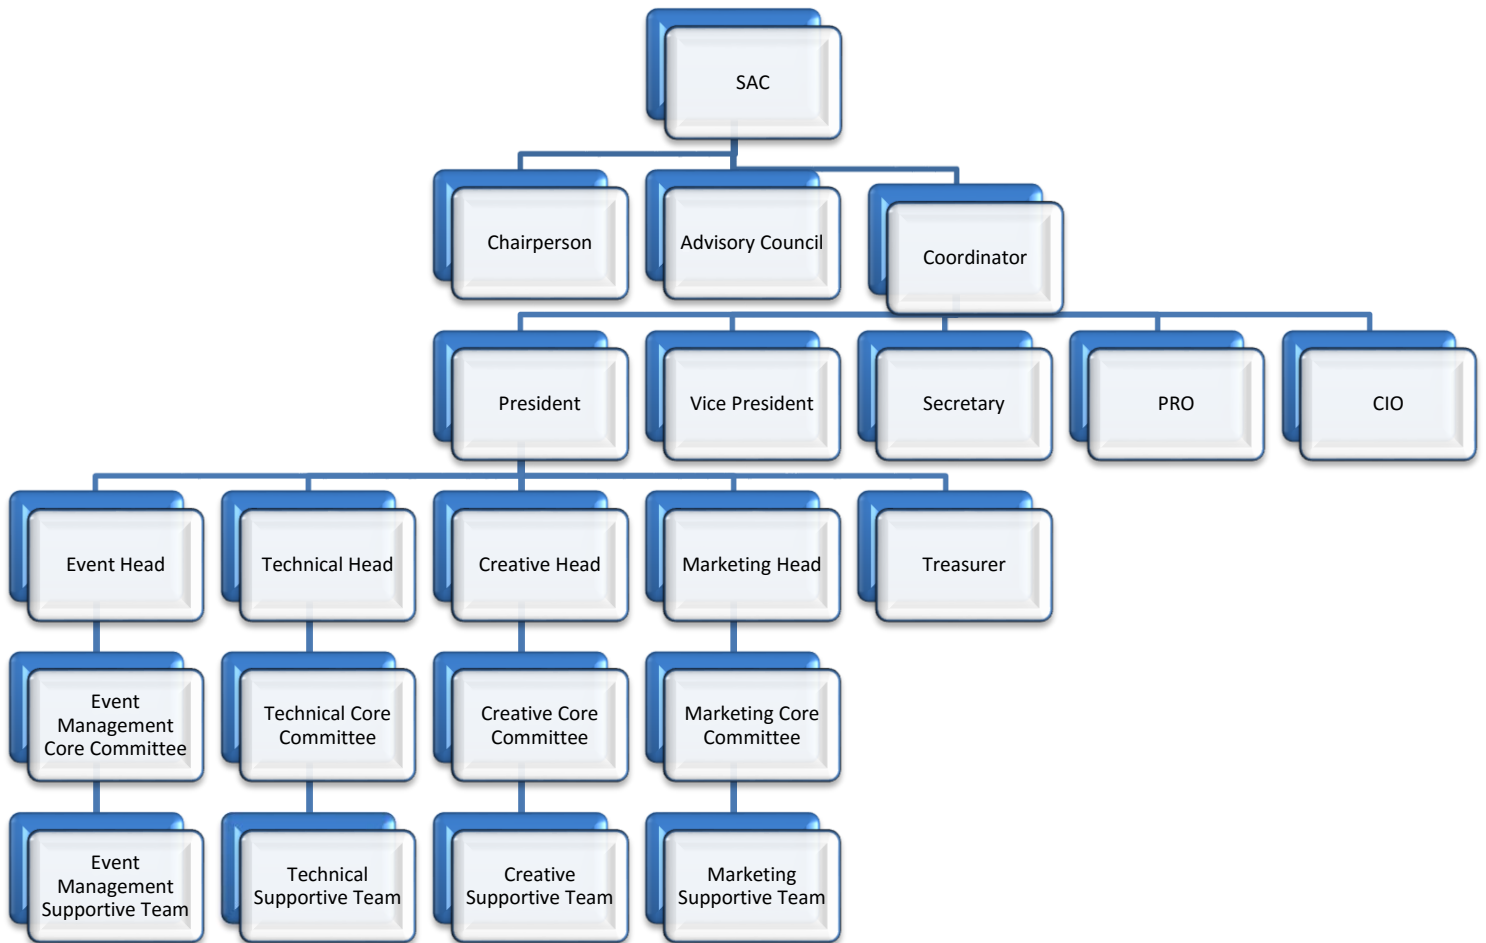 SAC
Chairperson
Advisory Council
Coordinator
President
Vice President
Secretary
PRO
CIO
Event Head
Technical Head
Creative Head
Marketing Head
Treasurer
Event
Management
Core Committee
Technical Core
Committee
Creative Core
Committee
Marketing Core
Committee
Event
Management
Supportive Team
Technical
Supportive Team
Creative
Supportive Team
Marketing
Supportive Team